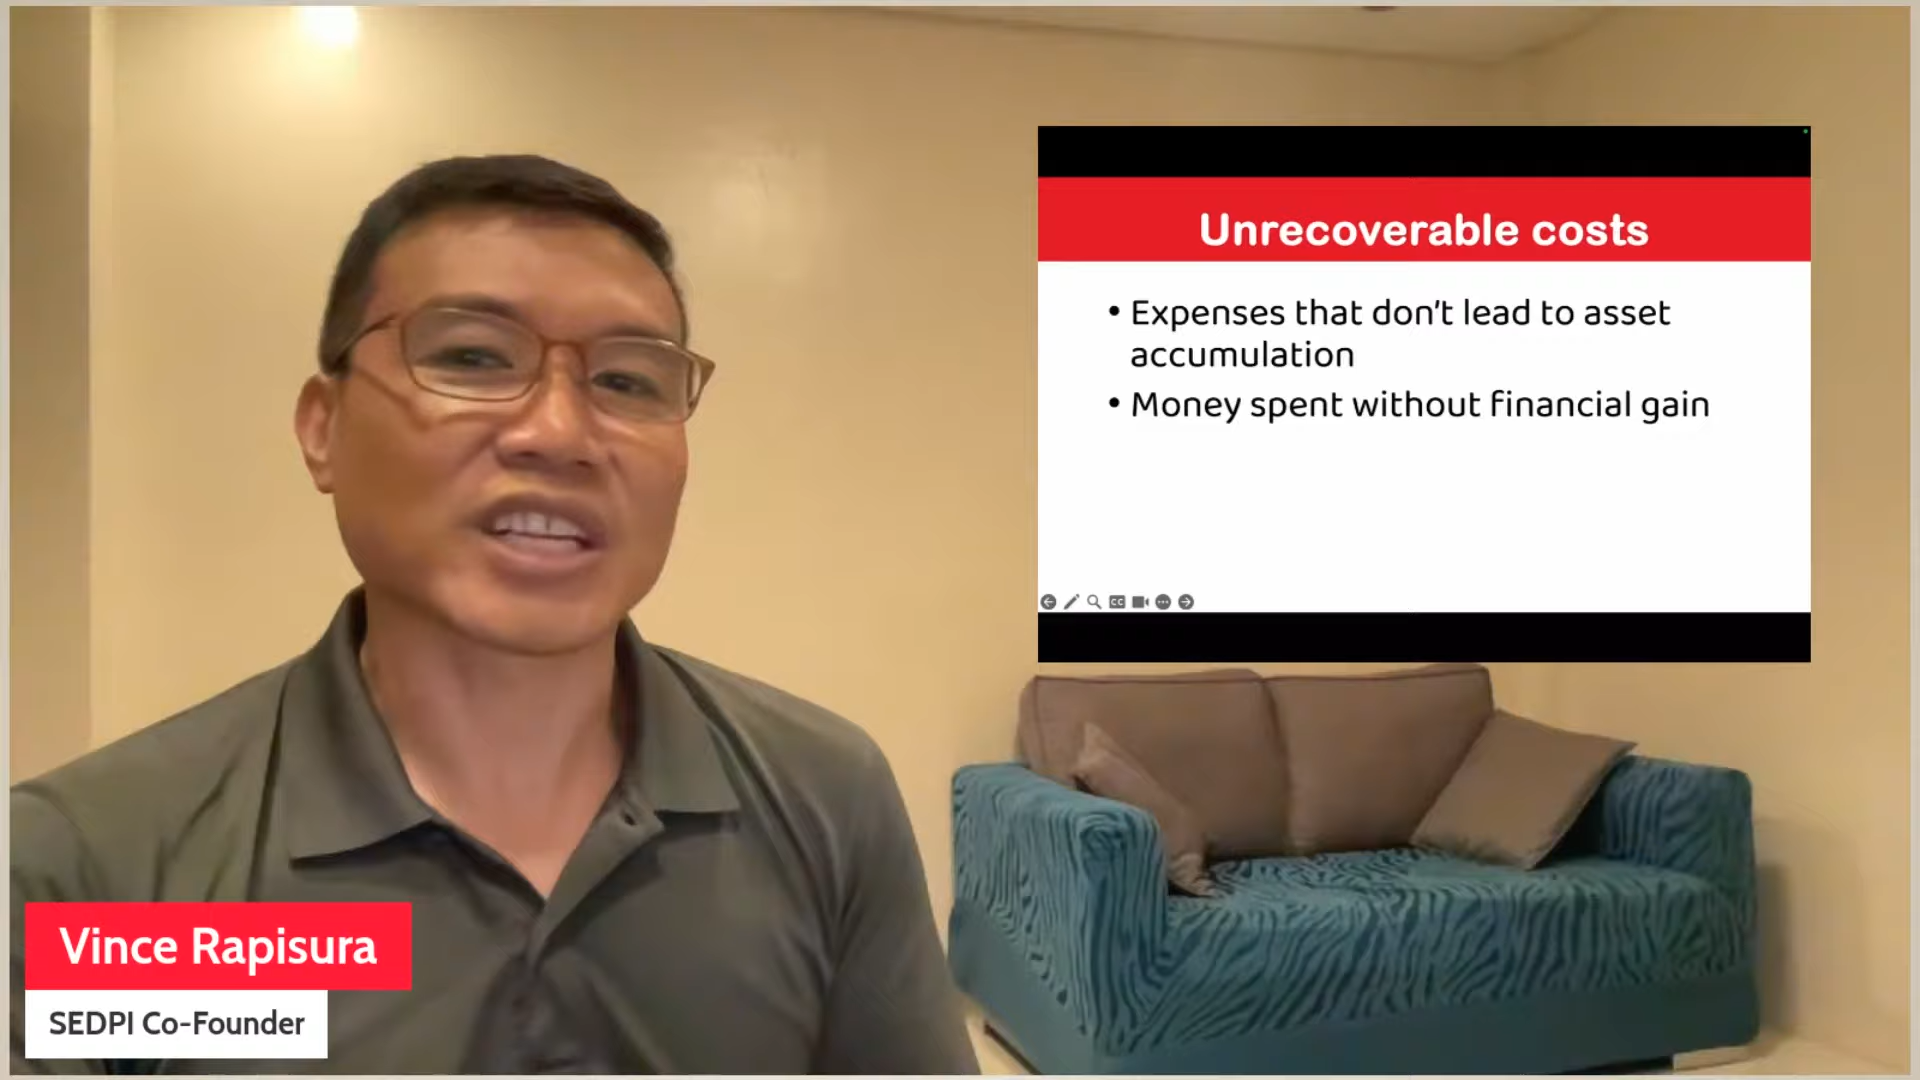 Unrecoverable costs
• Expenses that don't lead to asset
accumulation
• Money spent without financial gain
CC
Vince Rapisura
SEDPI Co-Founder